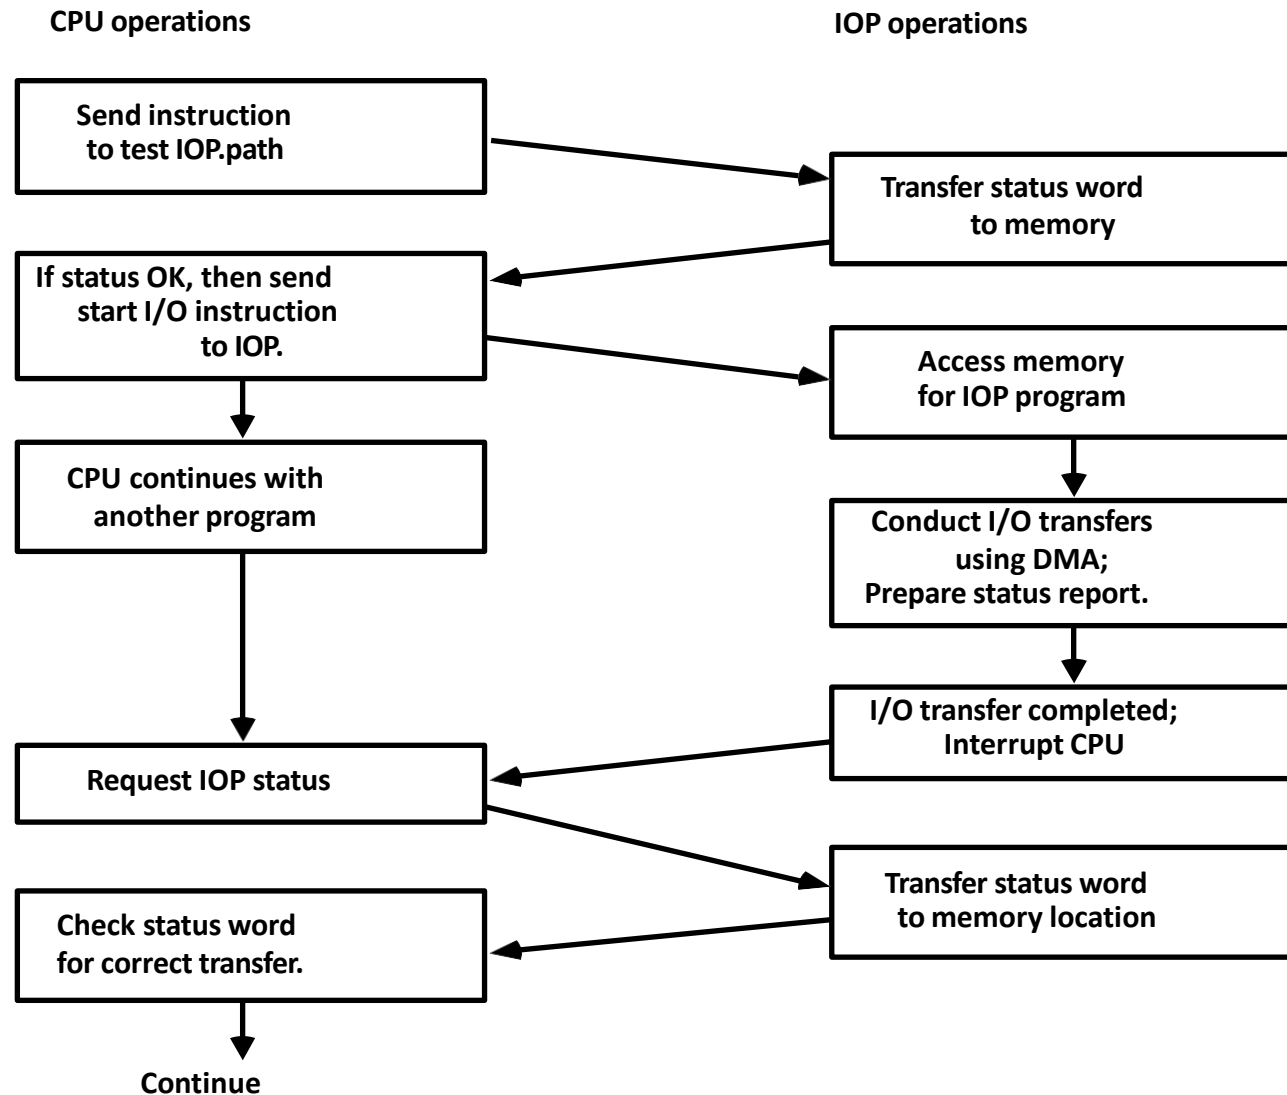 CPU operations
IOP operations
Send instruction
to test IOP.path
Transfer status word
to memory
If status OK, then send
start I/O instruction
to IOP.
Access memory
for IOP program
CPU continues with
another program
Conduct I/O transfers
using DMA;
Prepare status report.
I/O transfer completed;
Interrupt CPU
Request IOP status
Transfer status word
to memory location
Check status word
for correct transfer.
Continue